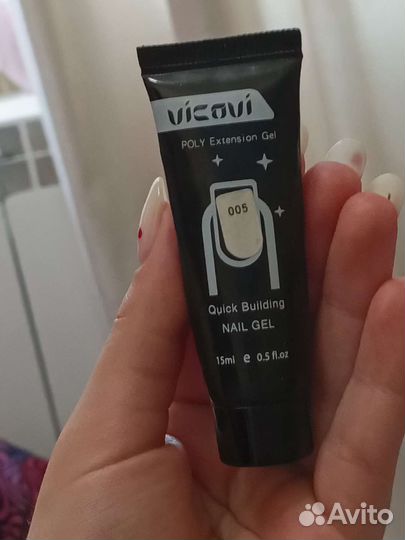 vicovi
POLY Extension Gel
005
Quick Building
NAIL GEL
15ml e 0.5 fl.oz
Avito